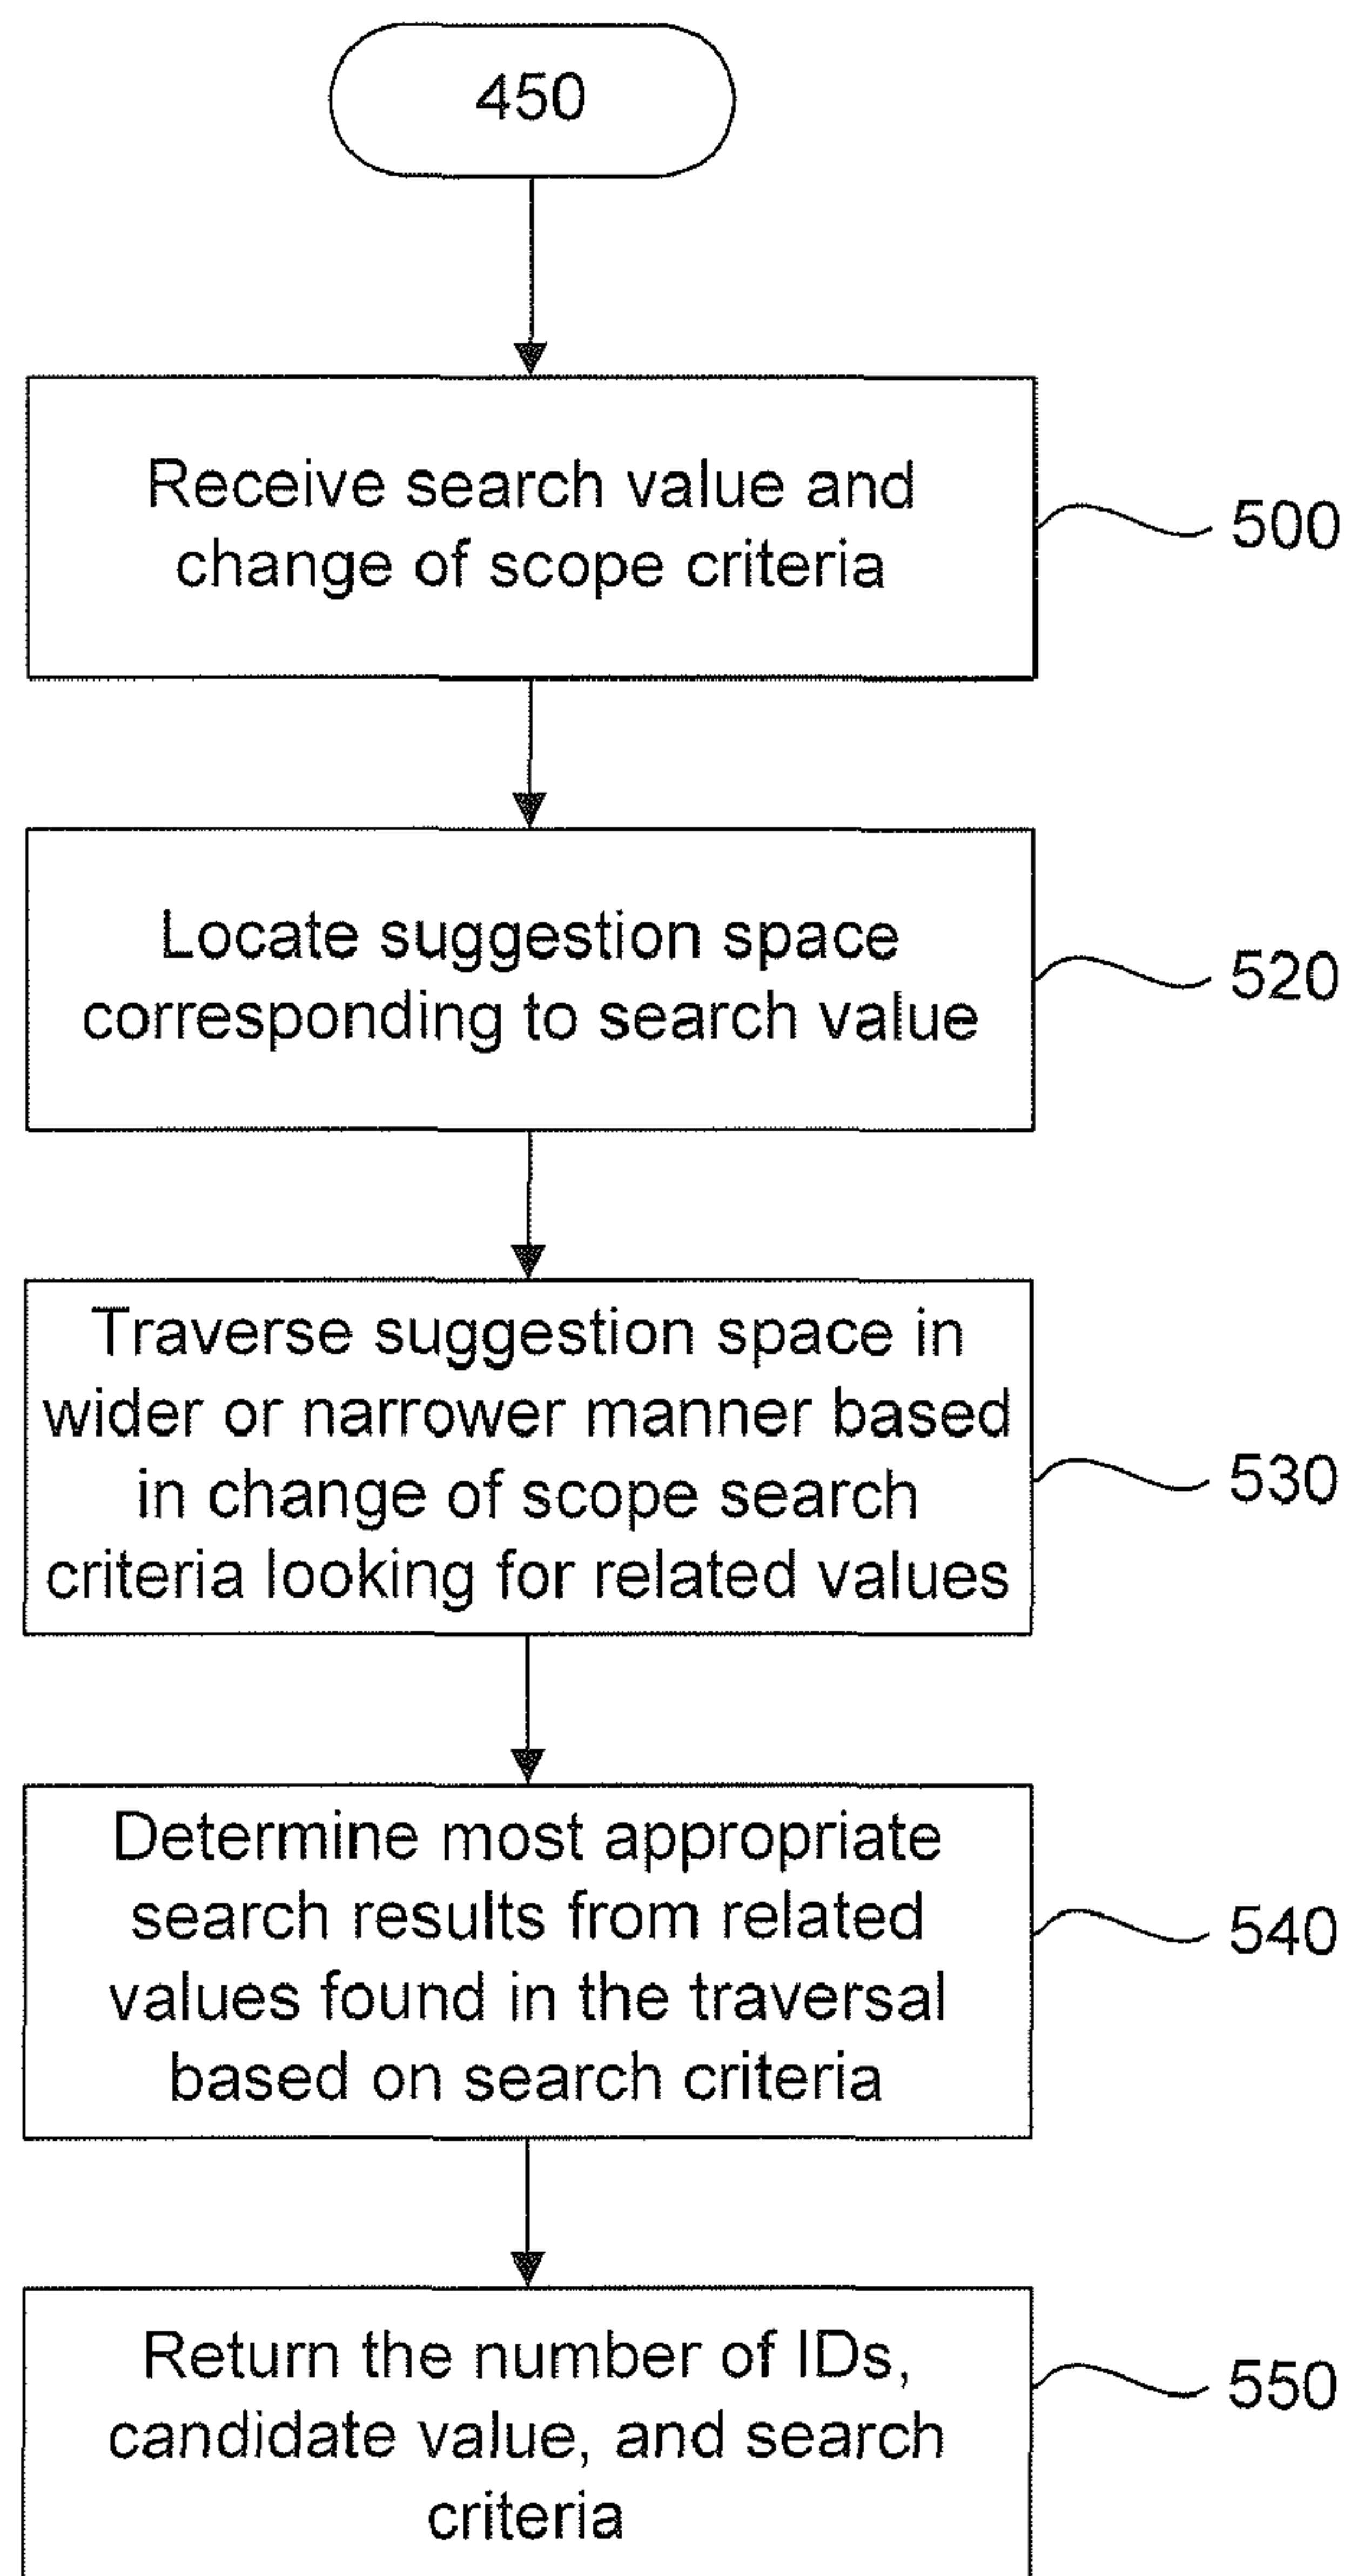 450
Receive search value and
change of scope criteria
500
Locate suggestion space
corresponding to search value
520
Traverse suggestion space in
wider or narrower manner based
in change of scope search
criteria looking for related values
530
Determine most appropriate
search results from related
values found in the traversal
based on search criteria
540
Return the number of IDs,
candidate value, and search
criteria
550